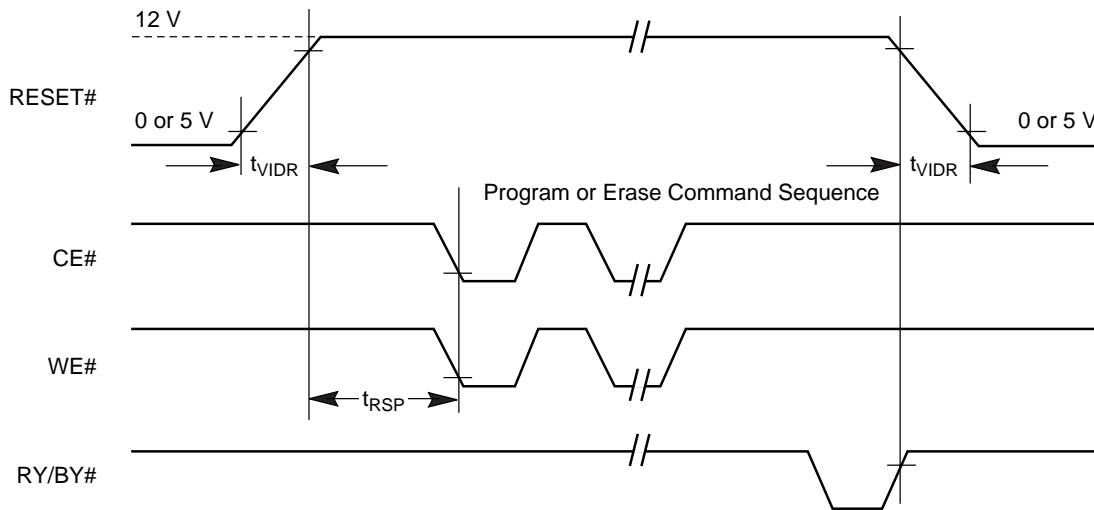 12 V
RESET#
0 or 5 V
0 or 5 V
tVIDR
tVIDR
Program or Erase Command Sequence
CE#
WE#
tRSP
RY/BY#